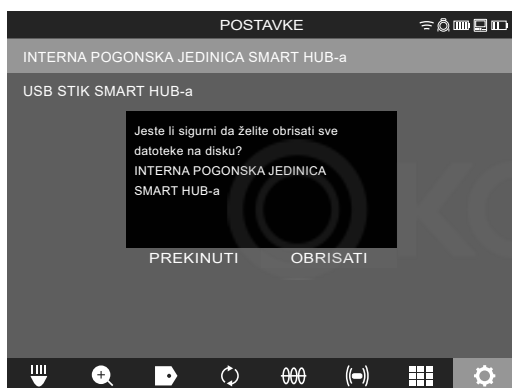 POSTAVKE
INTERNA POGONSKA JEDINICA SMART HUB-a
USB STIK SMART HUB-a
Jeste li sigurni da želite obrisati sve
datoteke na disku?
INTERNA POGONSKA JEDINICA
SMART HUB-a
PREKINUTI OBRISATI